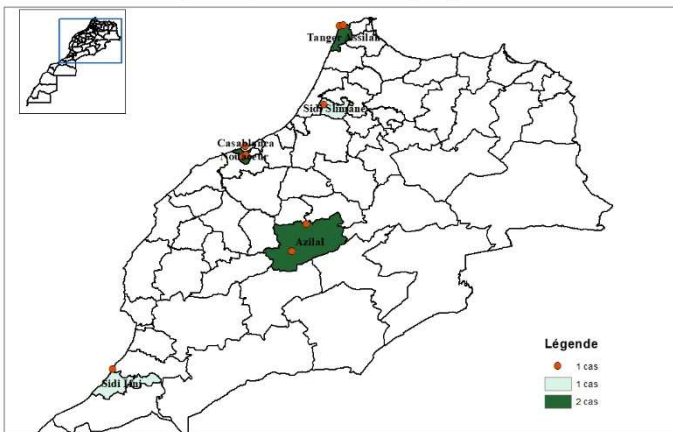 Tanger Assilah
Sidi Slimane
Casablanca
Nouaceur
Azilal
Sidi Ifni
Légende
1 cas
1 cas
2 cas